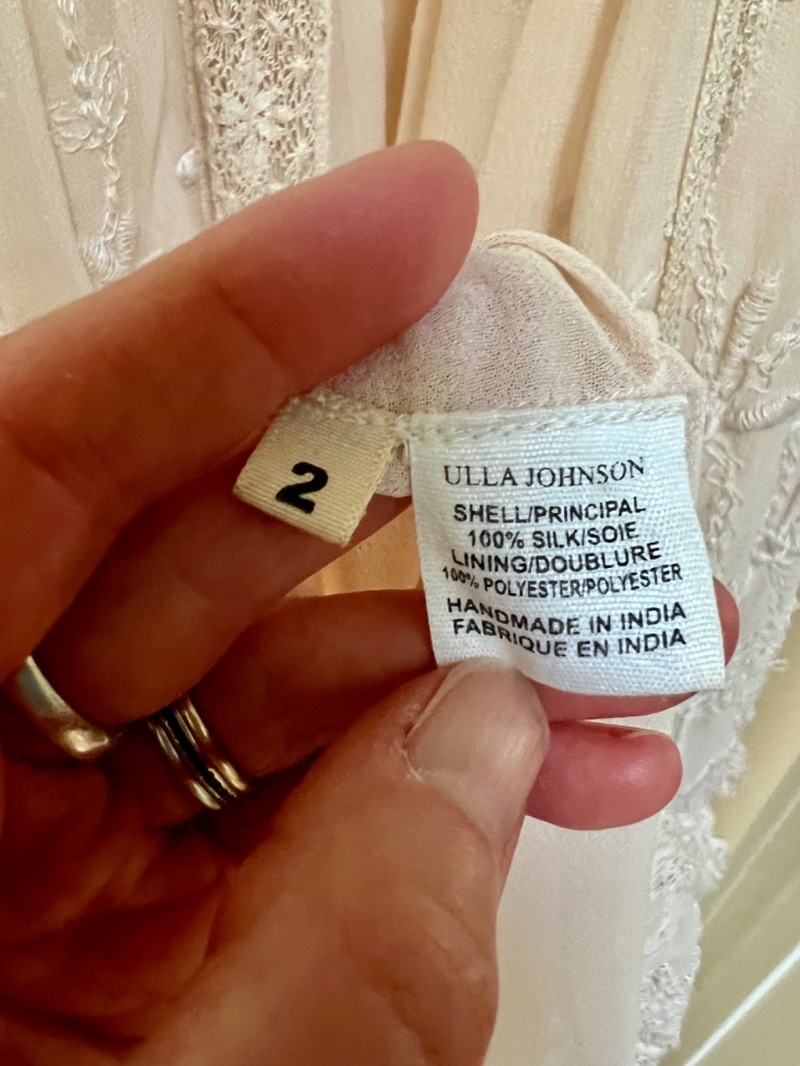 2
ULLA JOHNSON
SHELL/PRINCIPAL
100% SILK/SOIE
LINING/DOUBLURE
100% POLYESTER/POLYESTER
HANDMADE IN INDIA
FABRIQUE EN INDIA